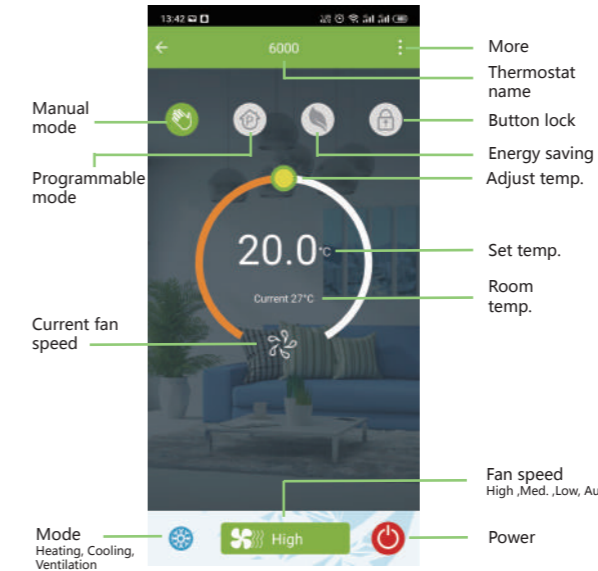 13:42
6000
More
Thermostat
name
Manual
mode
Button lock
Energy saving
Programmable
mode
Adjust temp.
20.0°C
Set temp.
Current 27°C
Room
temp.
Current fan
speed
Fan speed
High ,Med. ,Low, Au
Mode
Heating, Cooling,
Ventilation
High
Power